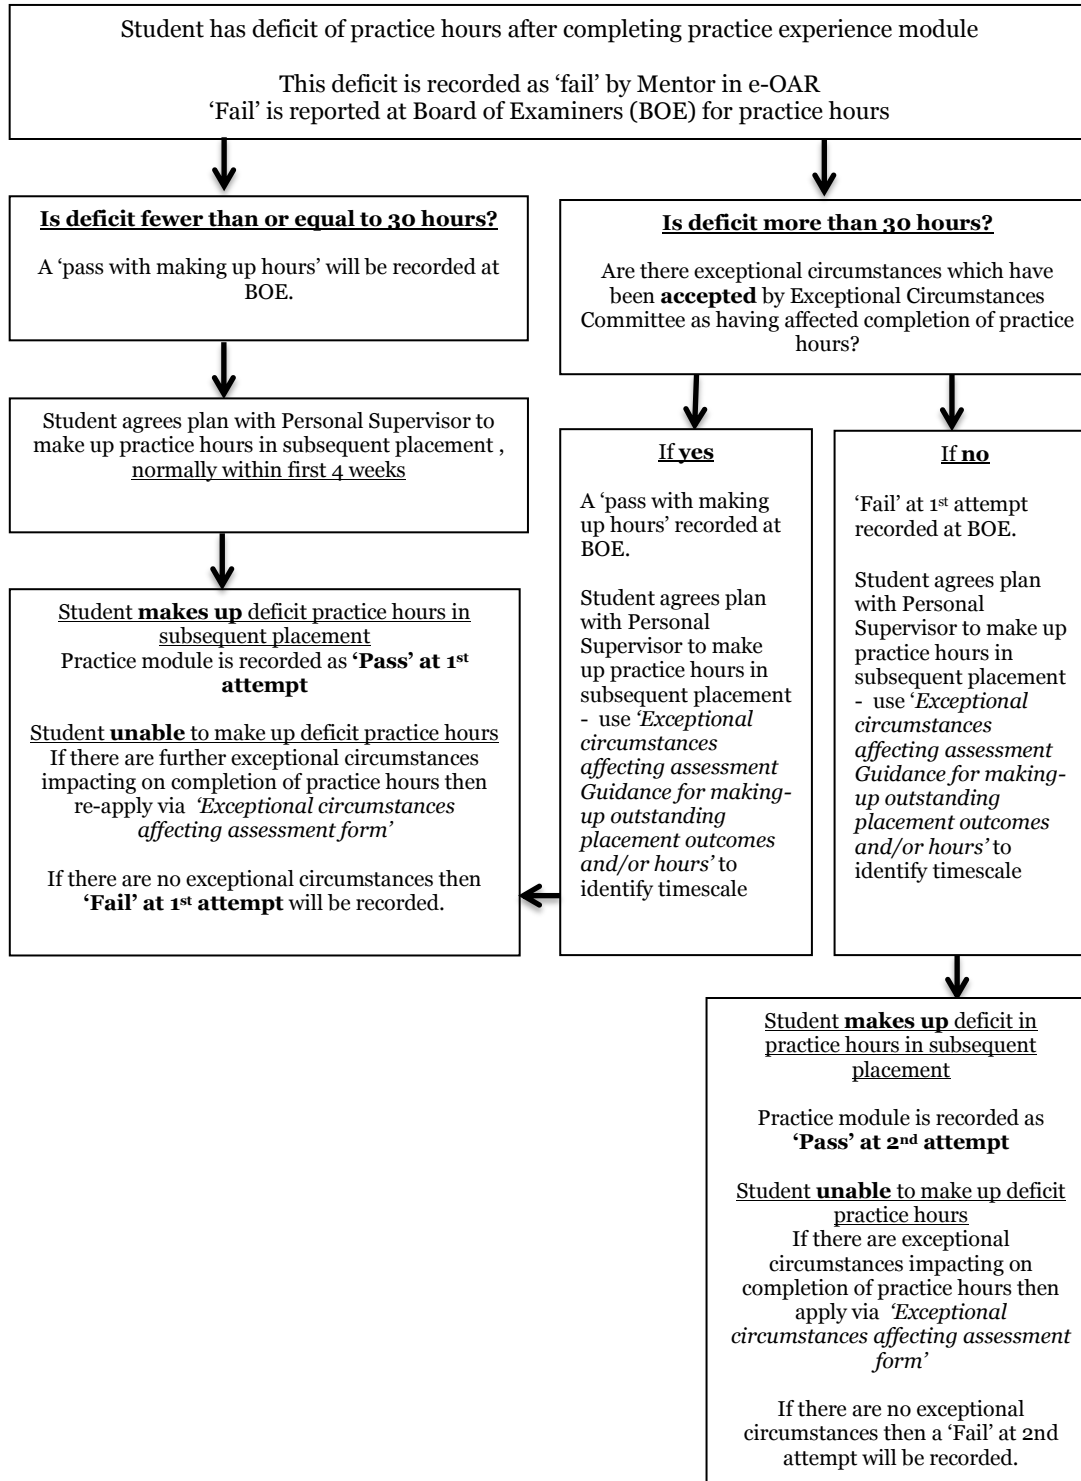 Student has deficit of practice hours after completing practice experience module
This deficit is recorded as ‘fail’ by Mentor in e-OAR
‘Fail’ is reported at Board of Examiners (BOE) for practice hours
Is deficit fewer than or equal to 30 hours?
A ‘pass with making up hours’ will be recorded at
BOE.
Is deficit more than 30 hours?
Are there exceptional circumstances which have
been accepted by Exceptional Circumstances
Committee as having affected completion of practice
hours?
Student agrees plan with Personal Supervisor to
make up practice hours in subsequent placement ,
normally within first 4 weeks
If yes
A ‘pass with making
up hours’ recorded at
BOE.
Student agrees plan
with Personal
Supervisor to make
up practice hours in
subsequent placement
- use ‘Exceptional
circumstances
affecting assessment
Guidance for making-
up outstanding
placement outcomes
and/or hours’ to
identify timescale
If no
‘Fail’ at 1st attempt
recorded at BOE.
Student agrees plan
with Personal
Supervisor to make up
practice hours in
subsequent placement
- use ‘Exceptional
circumstances
affecting assessment
Guidance for making-
up outstanding
placement outcomes
and/or hours’ to
identify timescale
Student makes up deficit practice hours in
subsequent placement
Practice module is recorded as ‘Pass’ at 1st
attempt
Student unable to make up deficit practice hours
If there are further exceptional circumstances
impacting on completion of practice hours then
re-apply via ‘Exceptional circumstances
affecting assessment form’
If there are no exceptional circumstances then
‘Fail’ at 1st attempt will be recorded.
Student makes up deficit in
practice hours in subsequent
placement
Practice module is recorded as
‘Pass’ at 2nd attempt
Student unable to make up deficit
practice hours
If there are exceptional
circumstances impacting on
completion of practice hours then
apply via ‘Exceptional
circumstances affecting assessment
form’
If there are no exceptional
circumstances then a ‘Fail’ at 2nd
attempt will be recorded.